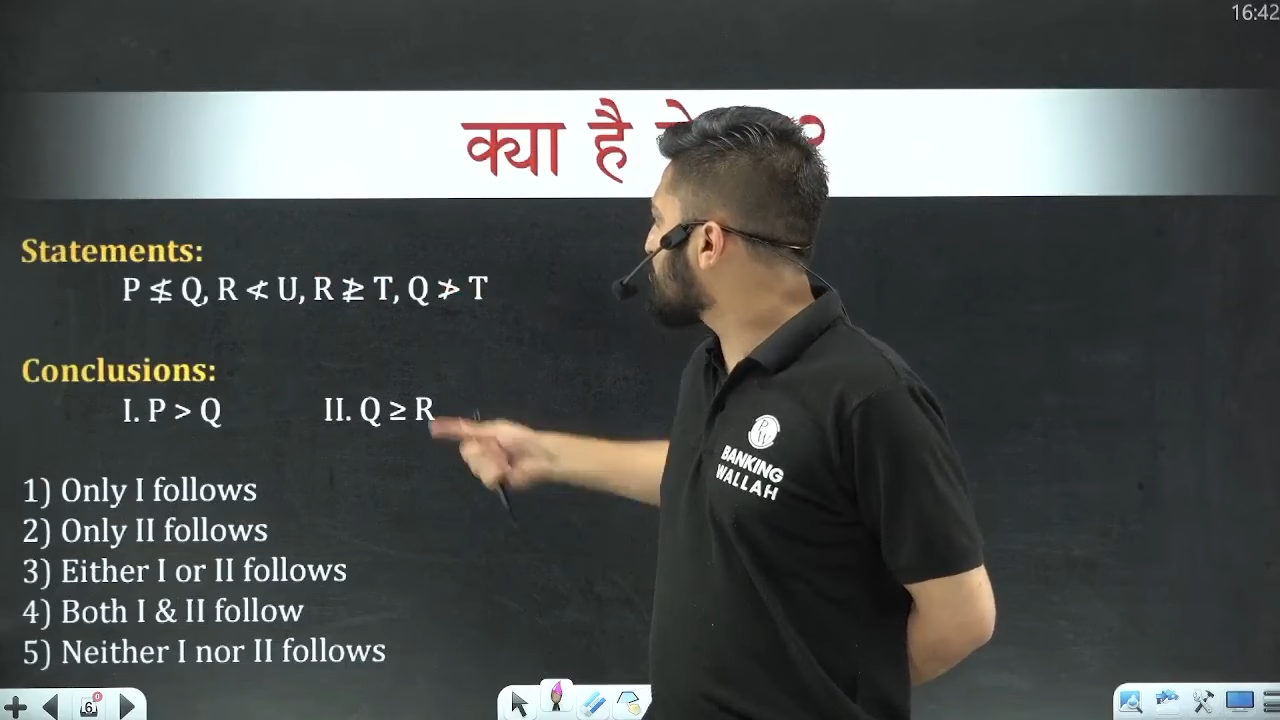 16:42
क्या है
Statements:
P ≰ Q, R ≮ U, R ≱ T, Q ≯ T
Conclusions:
I. P > Q II. Q ≥ R
1) Only I follows
2) Only II follows
3) Either I or II follows
4) Both I & II follow
5) Neither I nor II follows
PW
BANKING
WALLAH
6